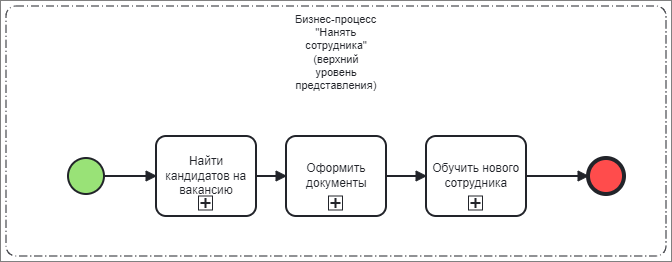 Бизнес-процесс
"Нанять
сотрудника"
(верхний
уровень
представления)
Найти
кандидатов на
вакансию
Оформить
документы
Обучить нового
сотрудника